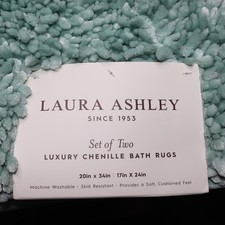 LAURA ASHLEY
SINCE 1953
Set of Two
LUXURY CHENILLE BATH RUGS
20in x 34in | 17in X 24in
Machine Washable - Skid Resistant - Provides a Soft, Cushioned Feel